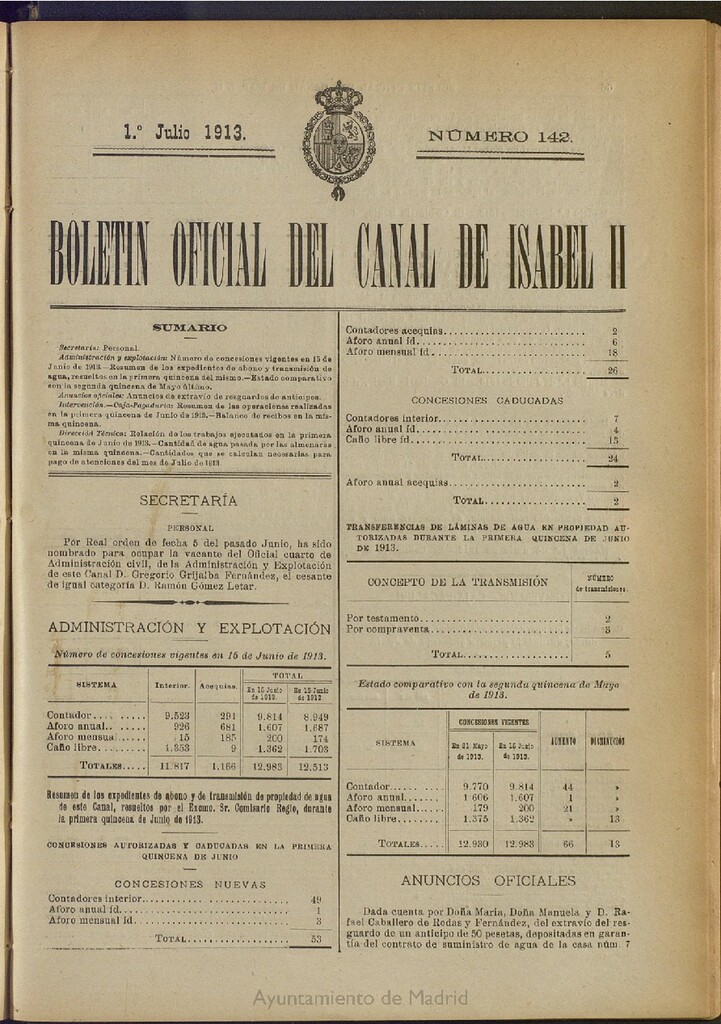 1.º Julio 1913.
NÚMERO 142.
BOLETIN OFICIAL DEL CANAL DE ISABEL II
SUMARIO
Secretaría: Personal.
Administración y explotación: Número de concesiones vigentes en 15 de
Junio de 1913.—Resumen de los expedientes de abono y transmisión de
agua, resueltos en la primera quincena del mismo.—Estado comparativo
con la segunda quincena de Mayo último.
Anuncios oficiales: Anuncios de extravío de resguardos de anticipos.
Intervención.—Caja-Pagaduría: Resumen de las operaciones realizadas
en la primera quincena de Junio de 1913.—Balance de recibos en la mis-
ma quincena.
Dirección Técnica: Relación de los trabajos ejecutados en la primera
quincena de Junio de 1913.—Cantidad de agua pasada por las almenaras
en la misma quincena.—Cantidades que se calculan necesarias para
pago de atenciones del mes de Julio de 1913
SECRETARÍA
PERSONAL
Por Real orden de fecha 5 del pasado Junio, ha sido
nombrado para ocupar la vacante del Oficial cuarto de
Administración civil, de la Administración y Explotación
de este Canal D. Gregorio Grijalba Fernández, el cesante
de igual categoría D. Ramón Gómez Letar.
ADMINISTRACIÓN Y EXPLOTACIÓN
Número de concesiones vigentes en 15 de Junio de 1913.
SISTEMA Interior. Acequias. TOTAL
En 15 Junio de 1913. En 15 Junio de 1912.
Contador.... ..... 9.523 291 9.814 8.949
Aforo anual.. ..... 926 681 1.607 1.687
Aforo mensual ..... 15 185 200 174
Caño libre......... 1.353 9 1.362 1.703
TOTALES..... 11.817 1.166 12.983 12.513
Resumen de los expedientes de abono y de transmisión de propiedad de agua
de este Canal, resueltos por el Excmo. Sr. Comisario Regio, durante
la primera quincena de Junio de 1913.
CONCESIONES AUTORIZADAS Y CADUCADAS EN LA PRIMERA
QUINCENA DE JUNIO
CONCESIONES NUEVAS
Contadores interior........ 49
Aforo anual íd........ 1
Aforo mensual íd........ 3
TOTAL........ 53
Contadores acequias........ 2
Aforo anual íd........ 6
Aforo mensual íd........ 18
TOTAL........ 26
CONCESIONES CADUCADAS
Contadores interior........ 7
Aforo anual íd........ 4
Caño libre íd........ 13
TOTAL........ 24
Aforo anual acequias........ 2
TOTAL........ 2
TRANSFERENCIAS DE LÁMINAS DE AGUA EN PROPIEDAD AU-
TORIZADAS DURANTE LA PRIMERA QUINCENA DE JUNIO
DE 1913.
CONCEPTO DE LA TRANSMISIÓN NÚMERO de transmisiones.
Por testamento........ 2
Por compraventa........ 3
TOTAL........ 5
Estado comparativo con la segunda quincena de Mayo
de 1913.
SISTEMA CONCESIONES VIGENTES AUMENTO DISMINUCIÓN
En 31 Mayo de 1913. En 15 Junio de 1913.
Contador........ 9.770 9.814 44 »
Aforo anual...... 1.606 1.607 1 »
Aforo mensual.... 179 200 21 »
Caño libre....... 1.375 1.362 » 13
TOTALES..... 12.930 12.983 66 13
ANUNCIOS OFICIALES
Dada cuenta por Doña María, Doña Manuela y D. Ra-
fael Caballero de Rodas y Fernández, del extravío del res-
guardo de un anticipo de 50 pesetas, depositadas en garan-
tía del contrato de suministro de agua de la casa núm. 7
Ayuntamiento de Madrid